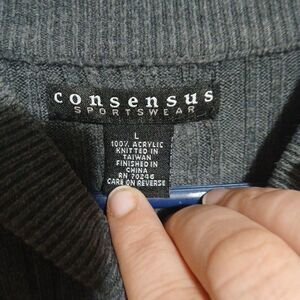 consensus
SPORTSWEAR
L
100% ACRYLIC
KNITTED IN
TAIWAN
FINISHED IN
CHINA
RN 70246
CARE ON REVERSE